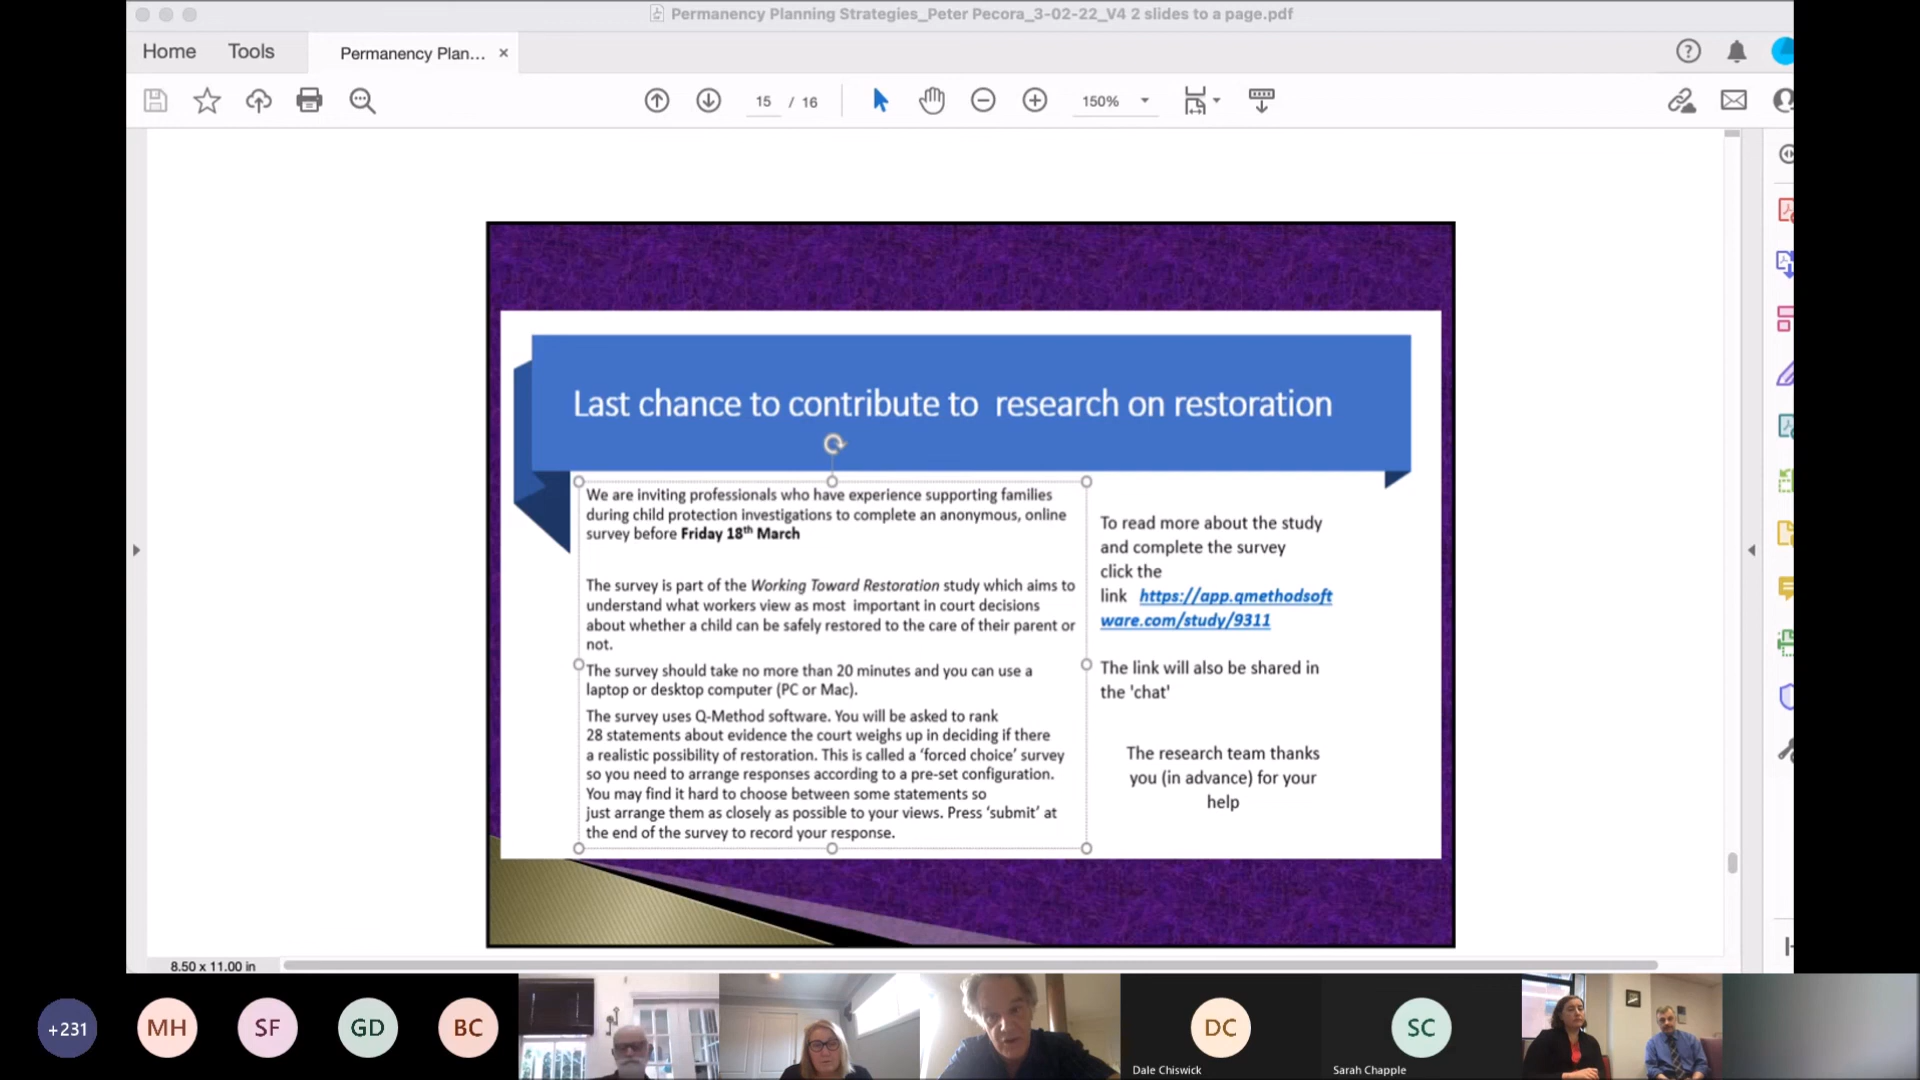 Permanency Planning Strategies_Peter Pecora_3-02-22_V4 2 slides to a page.pdf
Home
Tools
Permanency Plan...
15 / 16
150%
Last chance to contribute to  research on restoration
We are inviting professionals who have experience supporting families
during child protection investigations to complete an anonymous, online
survey before Friday 18th March
The survey is part of the Working Toward Restoration study which aims to
understand what workers view as most  important in court decisions
about whether a child can be safely restored to the care of their parent or
not.
The survey should take no more than 20 minutes and you can use a
laptop or desktop computer (PC or Mac).
The survey uses Q-Method software. You will be asked to rank
28 statements about evidence the court weighs up in deciding if there
a realistic possibility of restoration. This is called a ‘forced choice’ survey
so you need to arrange responses according to a pre-set configuration.
You may find it hard to choose between some statements so
just arrange them as closely as possible to your views. Press ‘submit’ at
the end of the survey to record your response.
To read more about the study
and complete the survey
click the
link https://app.qmethodsoft
ware.com/study/9311
The link will also be shared in
the 'chat'
The research team thanks
you (in advance) for your
help
8.50 x 11.00 in
+231
MH
SF
GD
BC
DC
Dale Chiswick
SC
Sarah Chapple